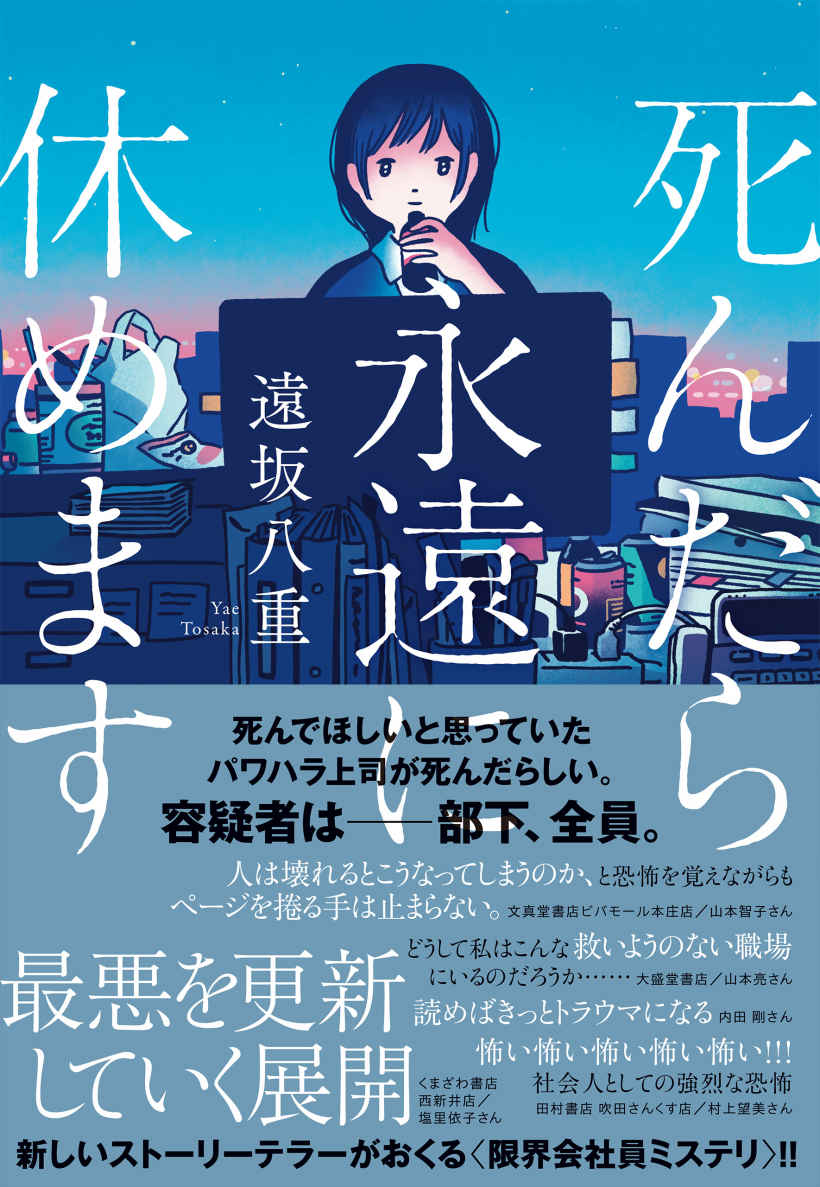 死んだら
永遠に
休めます
遠坂八重
Yae
Tosaka
死んでほしいと思っていた
パワハラ上司が死んだらしい。
容疑者は――部下、全員。
人は壊れるとこうなってしまうのか、と恐怖を覚えながらも
ページを捲る手は止まらない。 文真堂書店ビバモール本庄店／山本智子さん
どうして私はこんな救いようのない職場
にいるのだろうか…… 大盛堂書店／山本亮さん
読めばきっとトラウマになる 内田 剛さん
怖い怖い怖い怖い怖い!!!
社会人としての強烈な恐怖
田村書店 吹田さんくす店／村上望美さん
最悪を更新
していく展開
くまざわ書店
西新井店／
塩里依子さん
新しいストーリーテラーがおくる〈限界会社員ミステリ〉!!